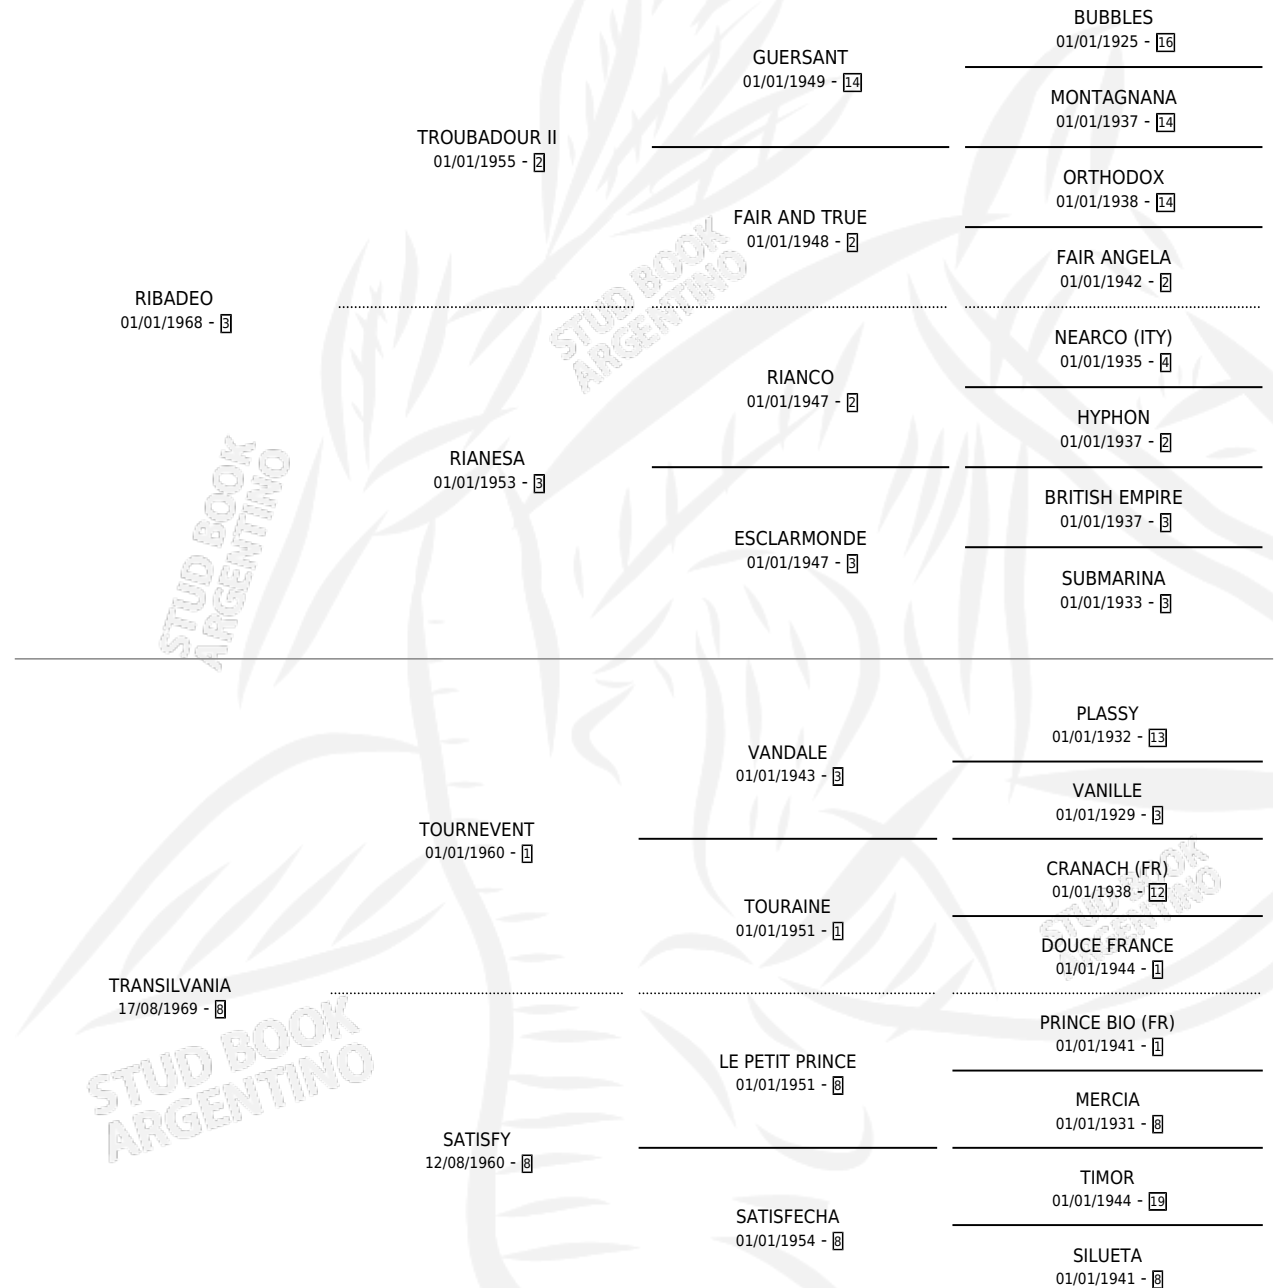 BUBBLES
01/01/1925 - 16
GUERSANT
01/01/1949 - 14
MONTAGNANA
01/01/1937 - 14
TROUBADOUR II
01/01/1955 - 2
ORTHODOX
01/01/1938 - 14
FAIR AND TRUE
01/01/1948 - 2
FAIR ANGELA
01/01/1942 - 2
RIBADEO
01/01/1968 - 3
STUD BOOK
ARGENTINO
NEARCO (ITY)
01/01/1935 - 4
RIANCO
01/01/1947 - 2
HYPHON
01/01/1937 - 2
RIANESA
01/01/1953 - 3
BRITISH EMPIRE
01/01/1937 - 3
ESCLARMONDE
01/01/1947 - 3
SUBMARINA
01/01/1933 - 3
STUD BOOK
ARGENTINO
PLASSY
01/01/1932 - 13
VANDALE
01/01/1943 - 3
VANILLE
01/01/1929 - 3
TOURNEVENT
01/01/1960 - 1
CRANACH (FR)
01/01/1938 - 12
TOURAINE
01/01/1951 - 1
STUD BOOK
ARGENTINO
DOUCE FRANCE
01/01/1944 - 1
TRANSILVANIA
17/08/1969 - 8
STUD BOOK
ARGENTINO
PRINCE BIO (FR)
01/01/1941 - 1
LE PETIT PRINCE
01/01/1951 - 8
MERCIA
01/01/1931 - 8
SATISFY
12/08/1960 - 8
TIMOR
01/01/1944 - 19
SATISFECHA
01/01/1954 - 8
SILUETA
01/01/1941 - 8